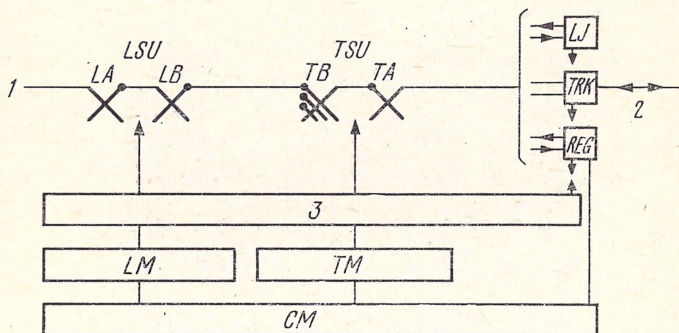 LSU TSU
LJ
1 LA LB TB TA TRK
2
REG
3
LM TM
CM